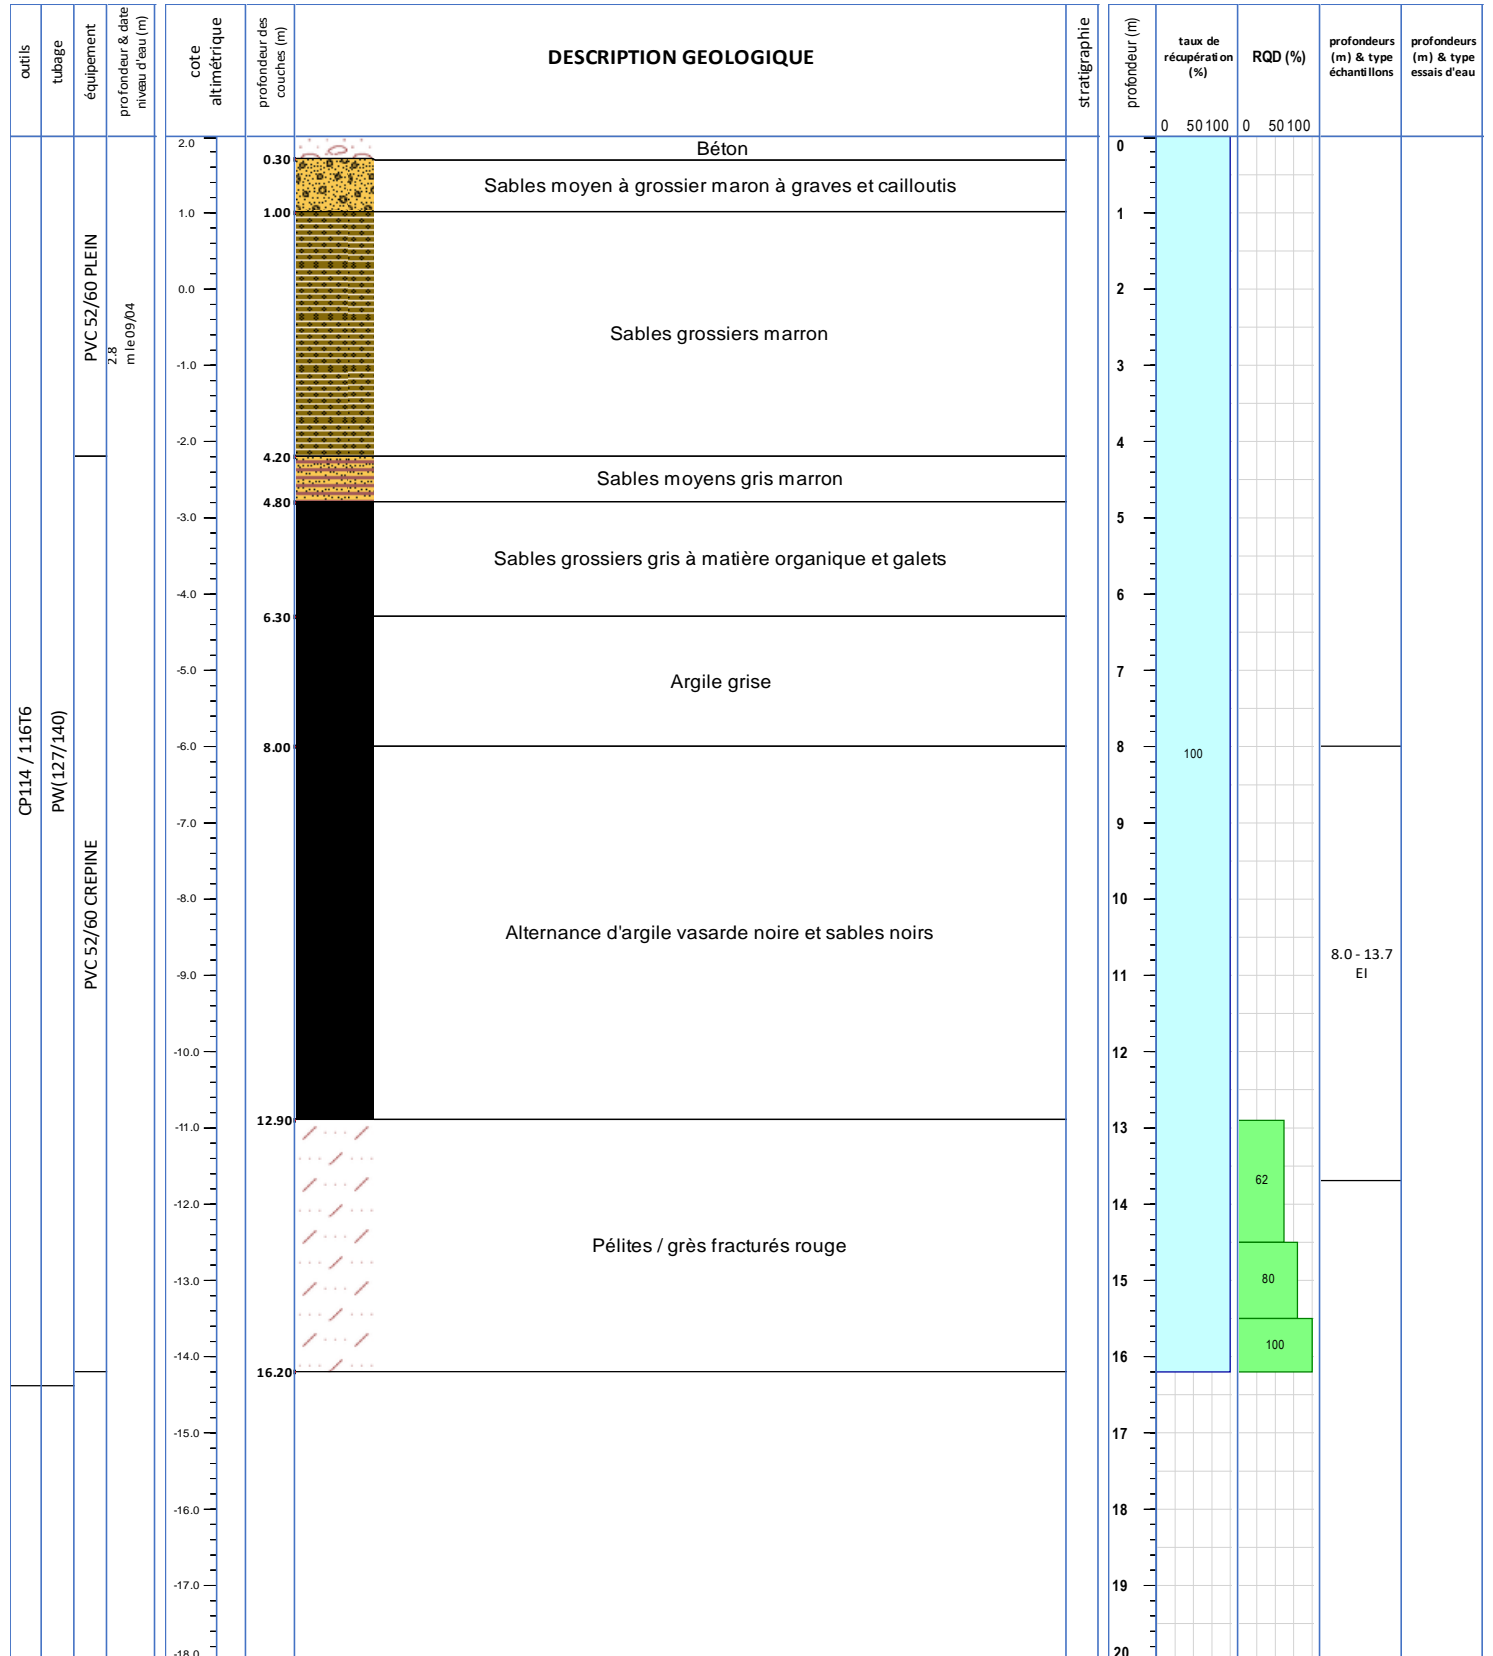 outils
tubage
équipement
profondeur & date
niveau d'eau (m)
cote
altimétrique
profondeur des
couches (m)
DESCRIPTION GEOLOGIQUE
stratigraphie
profondeur (m)
taux de
récupération
(%)
0 50 100
RQD (%)
0 50 100
profondeurs
(m) & type
échantillons
profondeurs
(m) & type
essais d'eau
CP114 / 116T6
PW(127/140)
PVC 52/60 PLEIN
PVC 52/60 CREPINE
2.8
m le 09/04
2.0
1.0
0.0
-1.0
-2.0
-3.0
-4.0
-5.0
-6.0
-7.0
-8.0
-9.0
-10.0
-11.0
-12.0
-13.0
-14.0
-15.0
-16.0
-17.0
-18.0
0.30
1.00
4.20
4.80
6.30
8.00
12.90
16.20
Béton
Sables moyen à grossier maron à graves et cailloutis
Sables grossiers marron
Sables moyens gris marron
Sables grossiers gris à matière organique et galets
Argile grise
Alternance d'argile vasarde noire et sables noirs
Pélites / grès fracturés rouge
0
1
2
3
4
5
6
7
8
9
10
11
12
13
14
15
16
17
18
19
20
100
62
80
100
8.0 - 13.7
EI